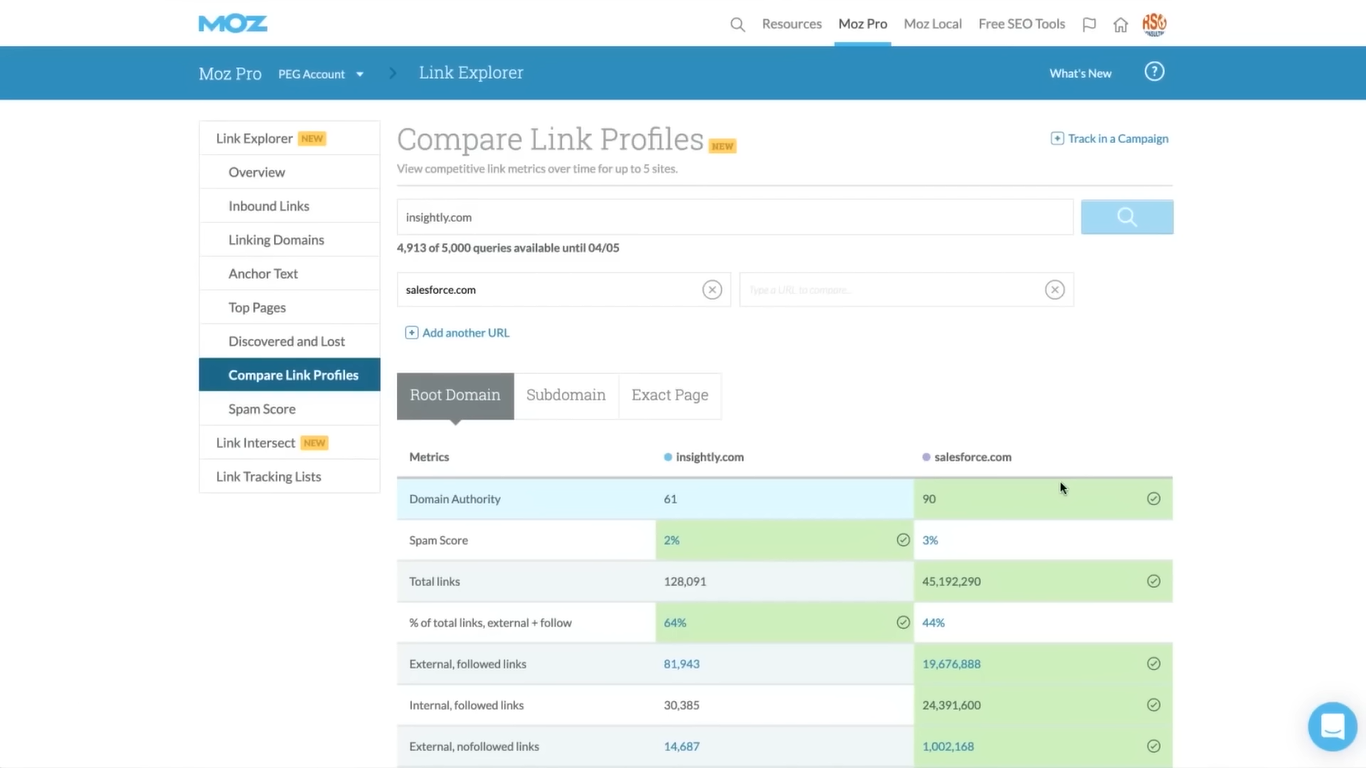 MOZ
Resources Moz Pro Moz Local Free SEO Tools
Moz Pro PEG Account Link Explorer What's New ?
Link Explorer NEW
Overview
Inbound Links
Linking Domains
Anchor Text
Top Pages
Discovered and Lost
Compare Link Profiles
Spam Score
Link Intersect NEW
Link Tracking Lists
Compare Link Profiles NEW
Track in a Campaign
View competitive link metrics over time for up to 5 sites.
insightly.com
4,913 of 5,000 queries available until 04/05
salesforce.com Type a URL to compare...
Add another URL
Root Domain Subdomain Exact Page
Metrics insightly.com salesforce.com
Domain Authority 61 90
Spam Score 2% 3%
Total links 128,091 45,192,290
% of total links, external + follow 64% 44%
External, followed links 81,943 19,676,888
Internal, followed links 30,385 24,391,600
External, nofollowed links 14,687 1,002,168